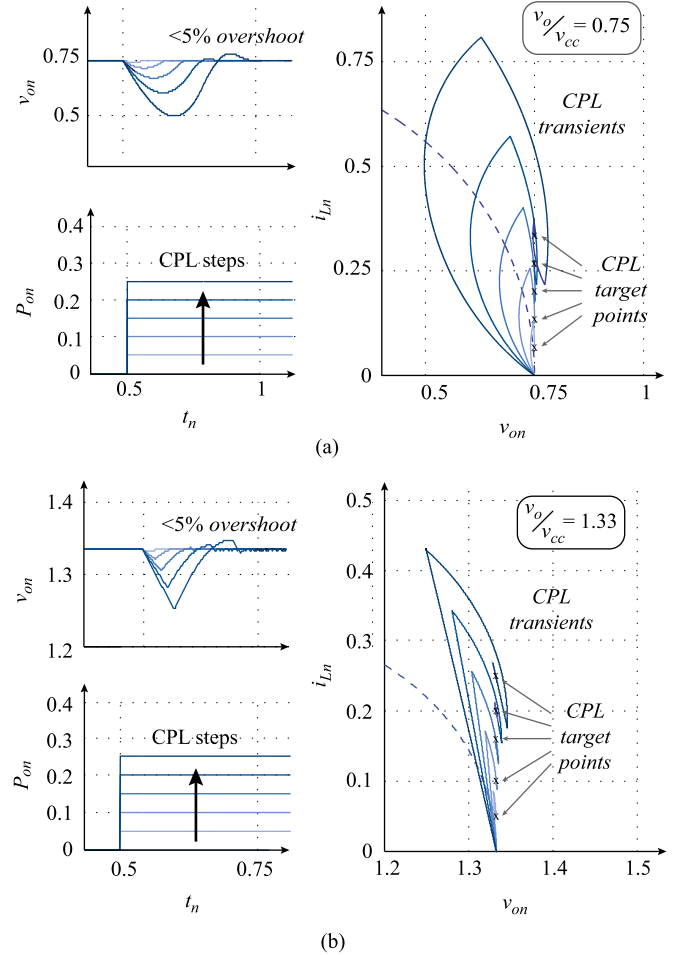 <5% overshoot
0.75
0.5
v_on
0.4
0.3
0.2
0.1
0
P_on
CPL steps
0.5
1
t_n
v_o/v_cc = 0.75
0.75
0.5
0.25
0
i_Ln
CPL
transients
CPL
target
points
x
x
x
x
x
0.5
0.75
1
v_on
(a)
1.4
1.3
1.2
v_on
<5% overshoot
0.4
0.3
0.2
0.1
0
P_on
CPL steps
0.5
0.75
t_n
v_o/v_cc = 1.33
0.5
0.4
0.3
0.2
0.1
0
i_Ln
CPL
transients
CPL
target
points
x
x
x
x
x
1.2
1.3
1.4
1.5
v_on
(b)